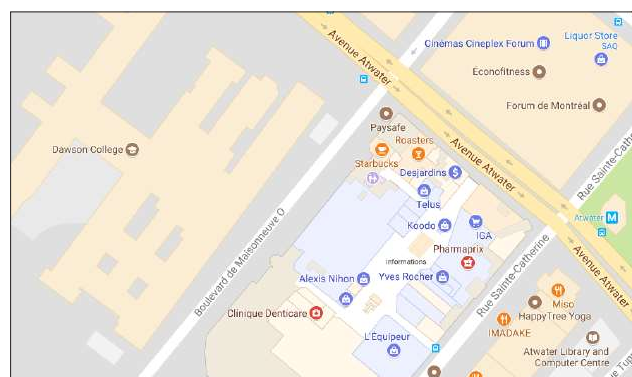 Avenue Atwater
Cinémas Cineplex Forum
Liquor Store
SAQ
Econofitness
Forum de Montréal
Paysafe
Roasters
Starbucks
Dawson College
Desjardins
Avenue Atwater
Rue Sainte-Cath
Telus
Koodo
IGA
Atwater M
Pharmaprix
Informations
Boulevard de Maisonneuve O
Alexis Nihon
Yves Rocher
Rue Sainte-Catherine
Avenue Atwater
Clinique Denticare
Miso
HappyTree Yoga
IMADAKE
L'Équipeur
Atwater Library and
Computer Centre
Rue Tup